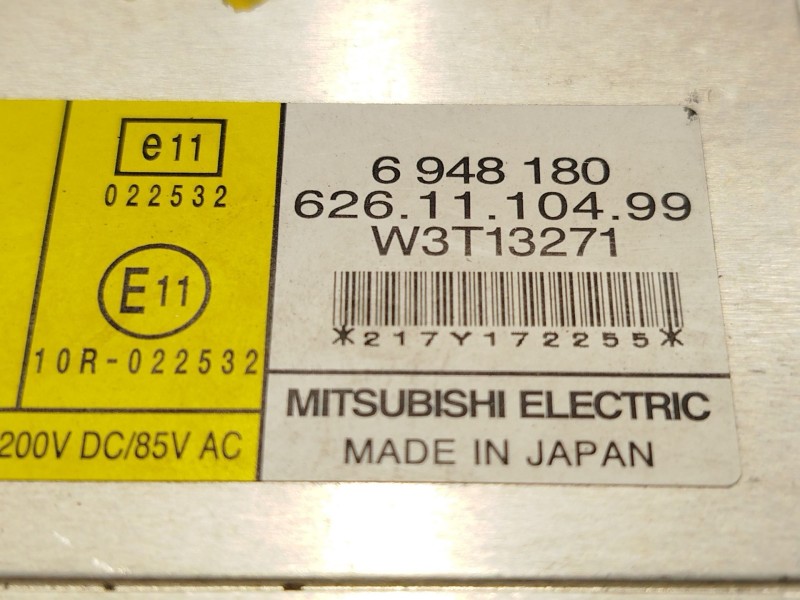 e11
022532
E11
10R-022532
200V DC/85V AC
6 948 180
626.11.104.99
W3T13271
*217Y172255*
MITSUBISHI ELECTRIC
MADE IN JAPAN